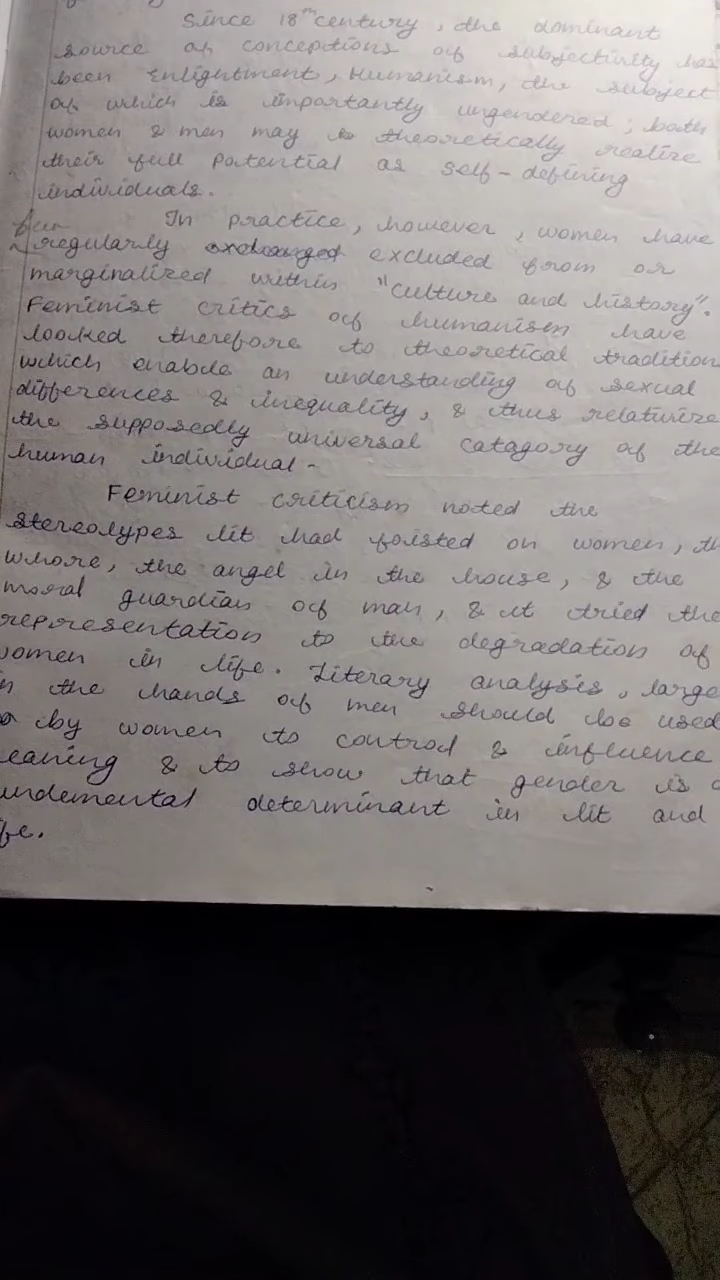 Since 18th century, the dominant
source of conceptions of subjectivity has
been Enlightment, Humanism, the subject
of which is importantly ungendered; both
women & men may theoretically realize
their full potential as self-defining
individuals.
In practice, however, women have
regularly excluded from or
marginalized within "culture and history".
Feminist critics of humanism have
looked therefore to theoretical tradition
which enable an understanding of sexual
differences & inequality, & thus relativize
the supposedly universal catagory of the
human individual-
Feminist criticism noted the
stereotypes lit had foisted on women, th
whore, the angel in the house, & the
moral guardian of man, & it tried the
representation to the degradation of
women in life. Literary analysis, large
in the hands of men should be used
by women to control & influence
eaning & to show that gender is a
undemental determinant in lit and
fe.